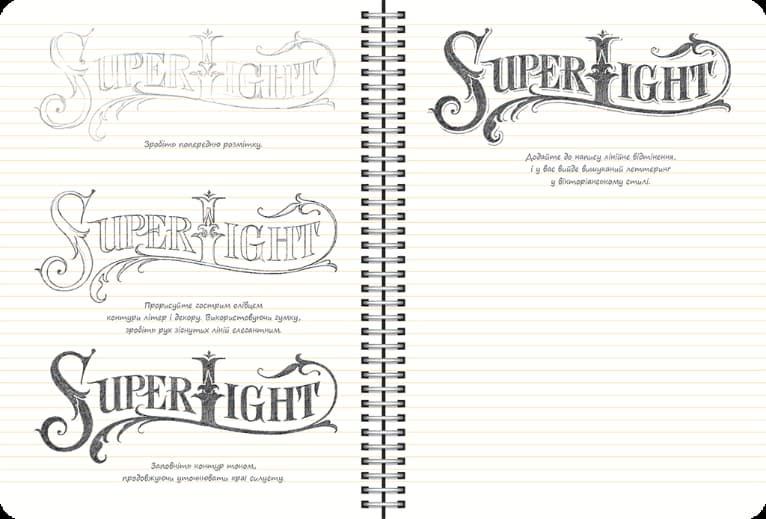 SUPERLIGHT
Зробіть попередню розмітку.
SUPERLIGHT
Прорисуйте гострим олівцем
контури літер і декору. Використовуючи гумку,
зробіть рух зігнутих ліній елегантним.
SUPERLIGHT
Заповніть контур тоном,
продовжуючи уточнювати краї силуету.
SUPERLIGHT
Додайте до напису лінійне відтінення,
і у вас вийде вишуканий леттеринг
у вікторіанському стилі.